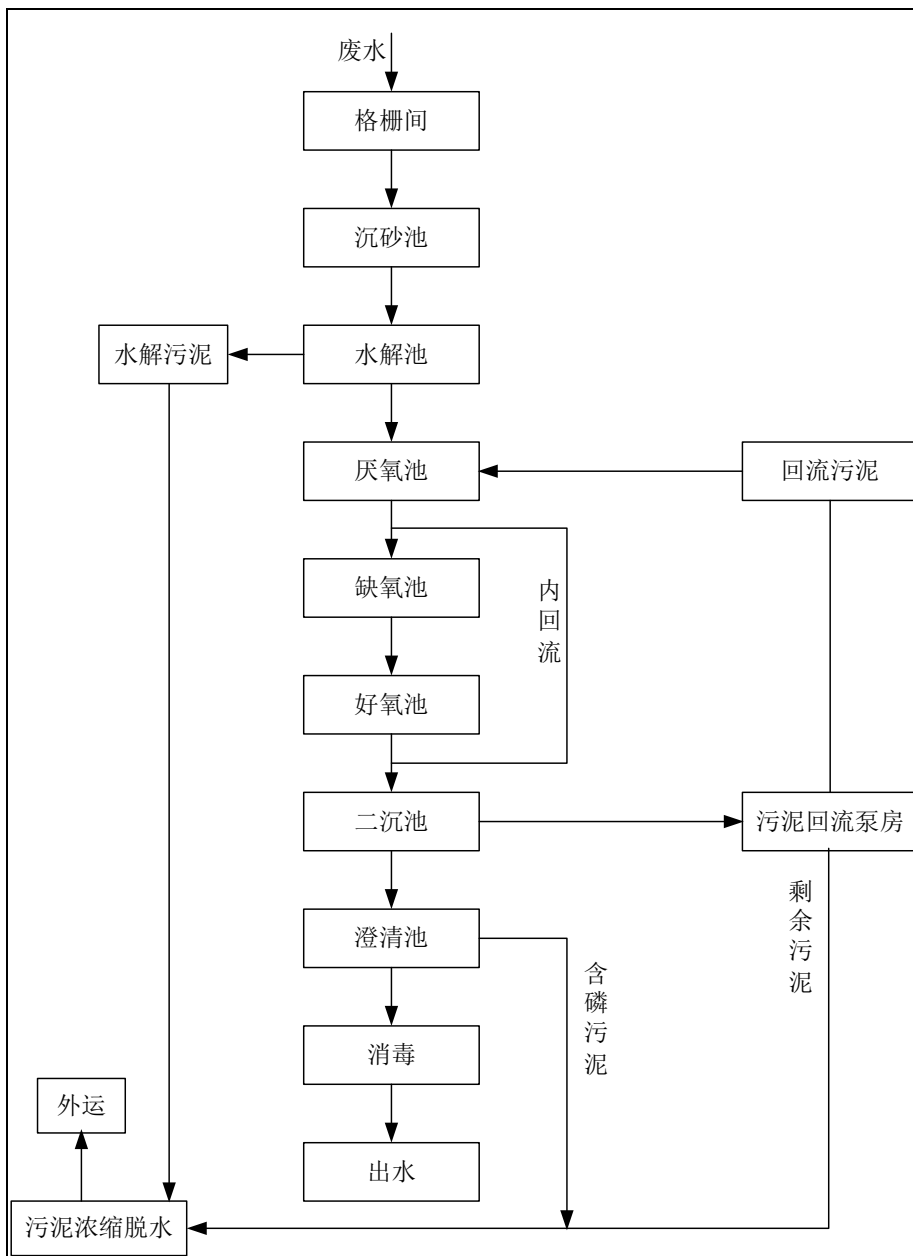 废水
格栅间
沉砂池
水解污泥
水解池
厌氧池
回流污泥
缺氧池
内回流
好氧池
二沉池
污泥回流泵房
剩余污泥
澄清池
含磷污泥
消毒
外运
出水
污泥浓缩脱水